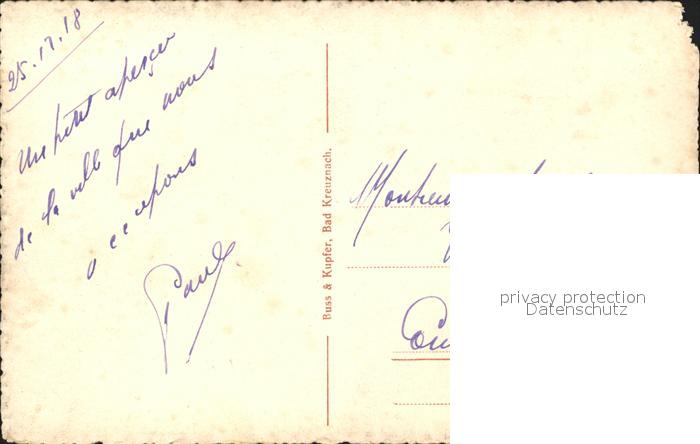 25.12.18
Un petit aperçu
de la ville que nous
occupons
Paul
Buss & Kupfer, Bad Kreuznach.
privacy protection
Datenschutz